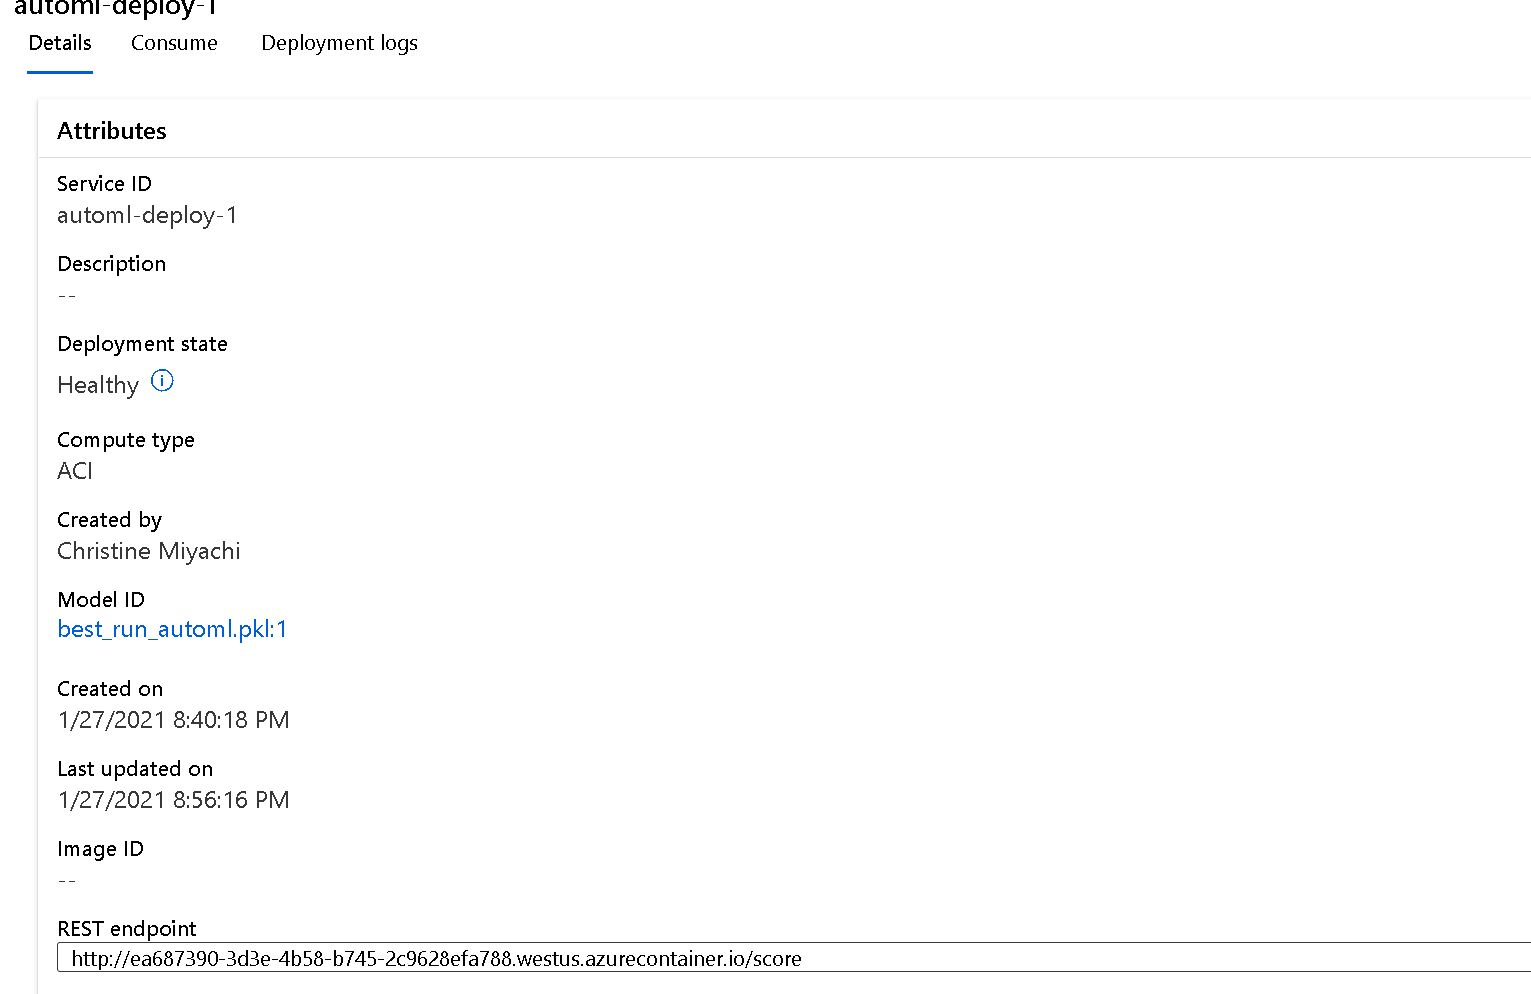 automl-deploy-1
Details Consume Deployment logs
Attributes
Service ID
automl-deploy-1
Description
--
Deployment state
Healthy
Compute type
ACI
Created by
Christine Miyachi
Model ID
best_run_automl.pkl:1
Created on
1/27/2021 8:40:18 PM
Last updated on
1/27/2021 8:56:16 PM
Image ID
--
REST endpoint
http://ea687390-3d3e-4b58-b745-2c9628efa788.westus.azurecontainer.io/score